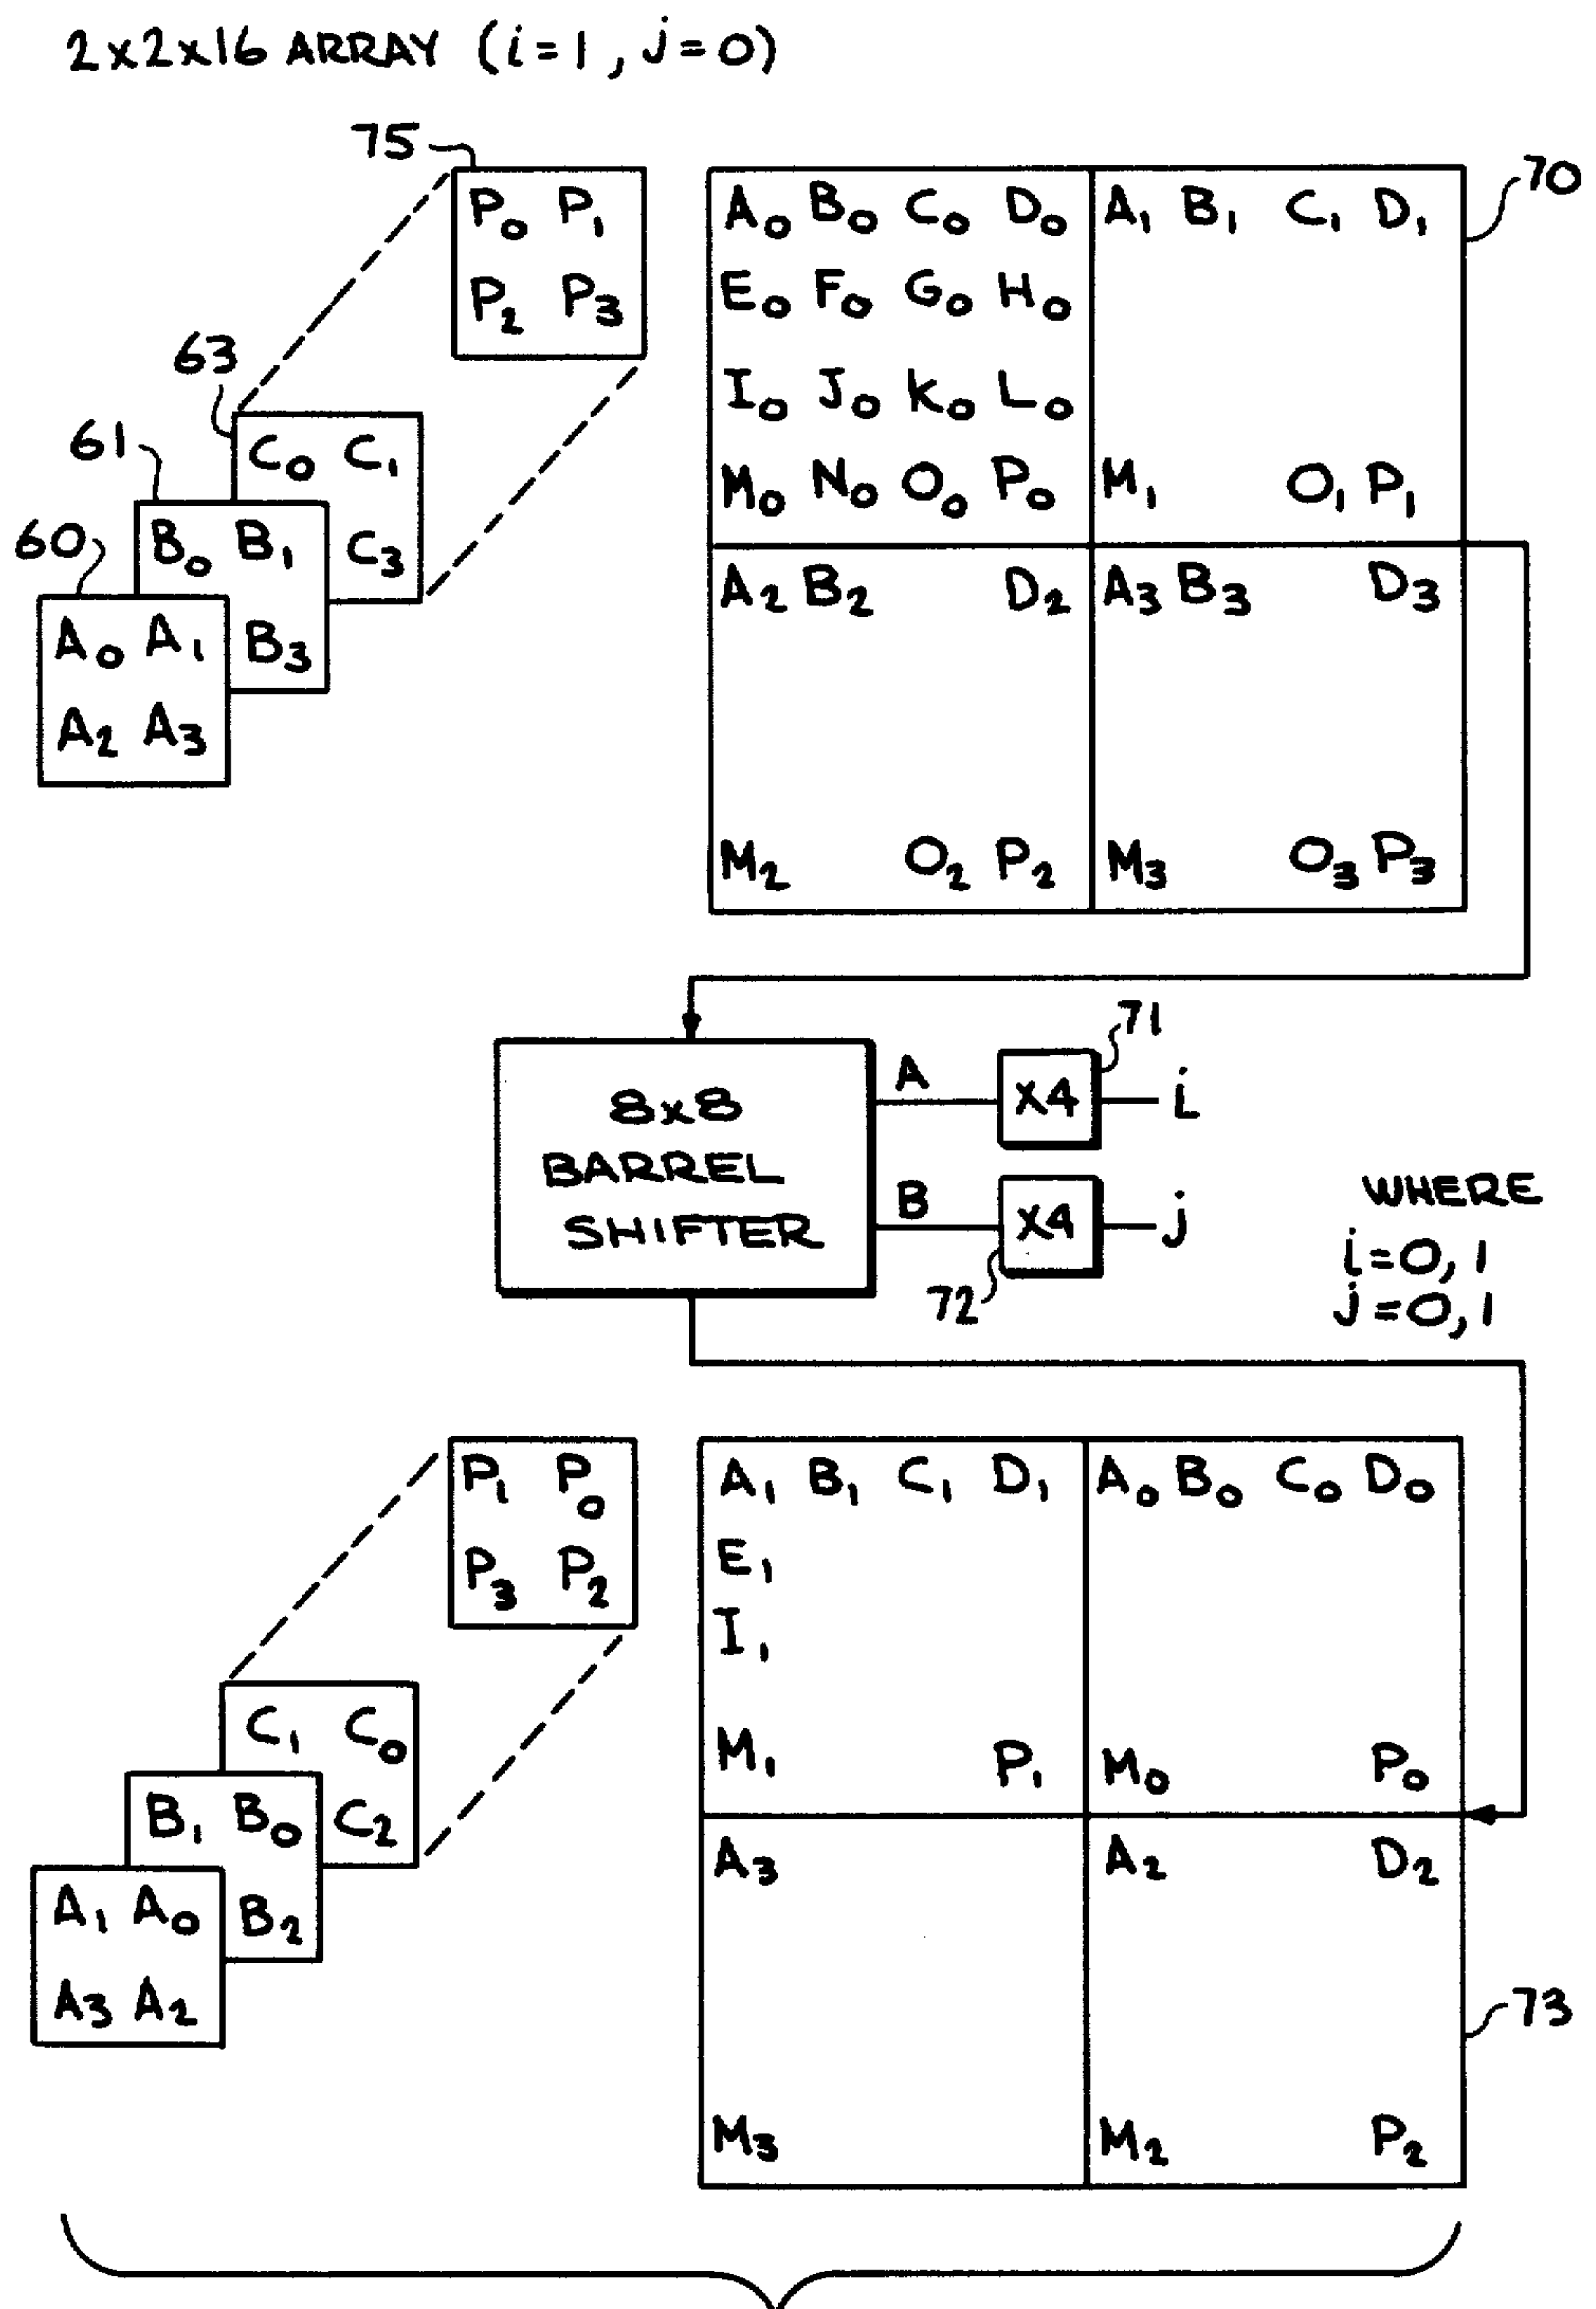 2x2x16 ARRAY (i=1, j=0)
75
P₀ P₁
P₂ P₃
63
C₀ C₁
C₃
61
B₀ B₁
B₃
60
A₀ A₁
A₂ A₃
70
A₀ B₀ C₀ D₀ A₁ B₁ C₁ D₁
E₀ F₀ G₀ H₀
I₀ J₀ K₀ L₀
M₀ N₀ O₀ P₀ M₁ O₁ P₁
A₂ B₂ D₂ A₃ B₃ D₃
M₂ O₂ P₂ M₃ O₃ P₃
8x8
BARREL
SHIFTER
A
X4
71
i
B
X4
72
j
WHERE
i=0,1
j=0,1
P₁ P₀
P₃ P₂
C₁ C₀
C₂
B₁ B₀
B₂
A₁ A₀
A₃ A₂
A₁ B₁ C₁ D₁ A₀ B₀ C₀ D₀
E₁
I₁
M₁ P₁ M₀ P₀
A₃ A₂ D₂
73
M₃ M₂ P₂